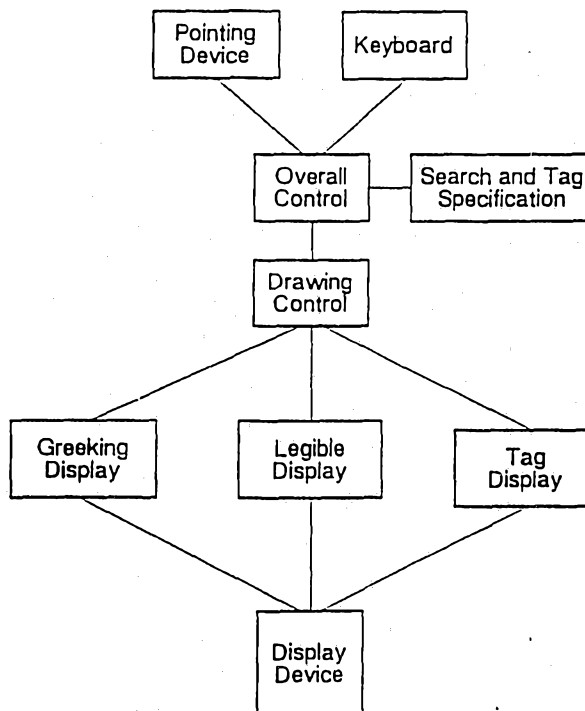 Pointing
Device
Keyboard
Overall
Control
Search and Tag
Specification
Drawing
Control
Greeking
Display
Legible
Display
Tag
Display
Display
Device